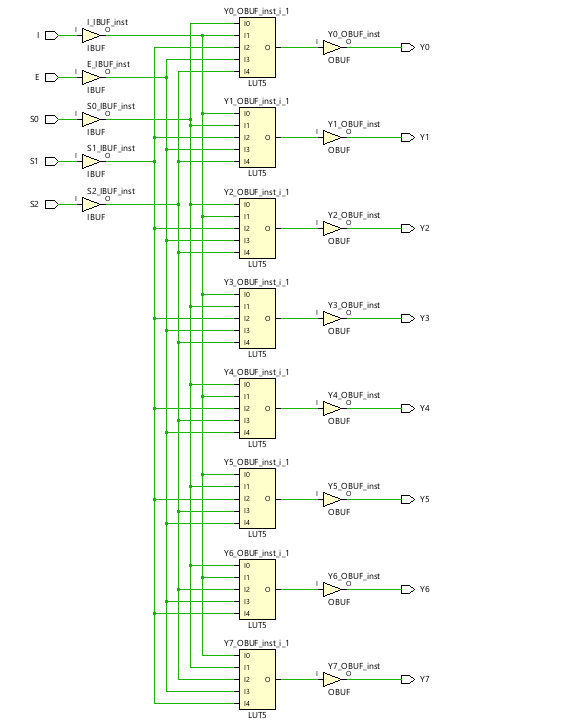 I I I_IBUF_inst O IBUF
E I E_IBUF_inst O IBUF
S0 I S0_IBUF_inst O IBUF
S1 I S1_IBUF_inst O IBUF
S2 I S2_IBUF_inst O IBUF
Y0_OBUF_inst_i_1
I0
I1
I2 O I Y0_OBUF_inst O OBUF Y0
I3
I4
LUT5
Y1_OBUF_inst_i_1
I0
I1
I2 O I Y1_OBUF_inst O OBUF Y1
I3
I4
LUT5
Y2_OBUF_inst_i_1
I0
I1
I2 O I Y2_OBUF_inst O OBUF Y2
I3
I4
LUT5
Y3_OBUF_inst_i_1
I0
I1
I2 O I Y3_OBUF_inst O OBUF Y3
I3
I4
LUT5
Y4_OBUF_inst_i_1
I0
I1
I2 O I Y4_OBUF_inst O OBUF Y4
I3
I4
LUT5
Y5_OBUF_inst_i_1
I0
I1
I2 O I Y5_OBUF_inst O OBUF Y5
I3
I4
LUT5
Y6_OBUF_inst_i_1
I0
I1
I2 O I Y6_OBUF_inst O OBUF Y6
I3
I4
LUT5
Y7_OBUF_inst_i_1
I0
I1
I2 O I Y7_OBUF_inst O OBUF Y7
I3
I4
LUT5